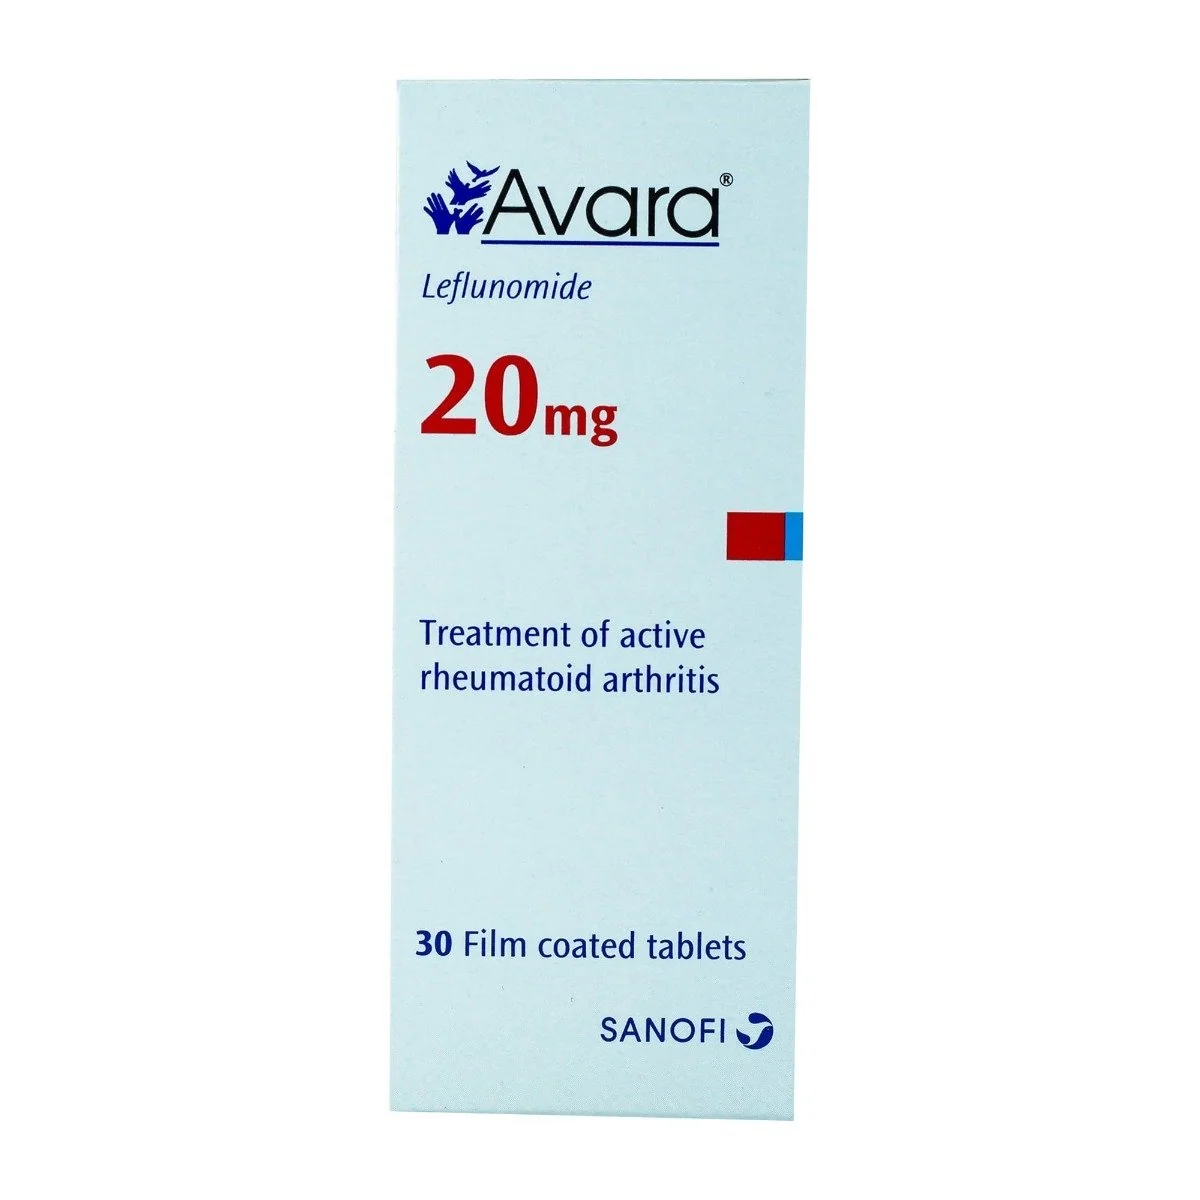 Avara®
Leflunomide
20mg
Treatment of active
rheumatoid arthritis
30 Film coated tablets
SANOFI